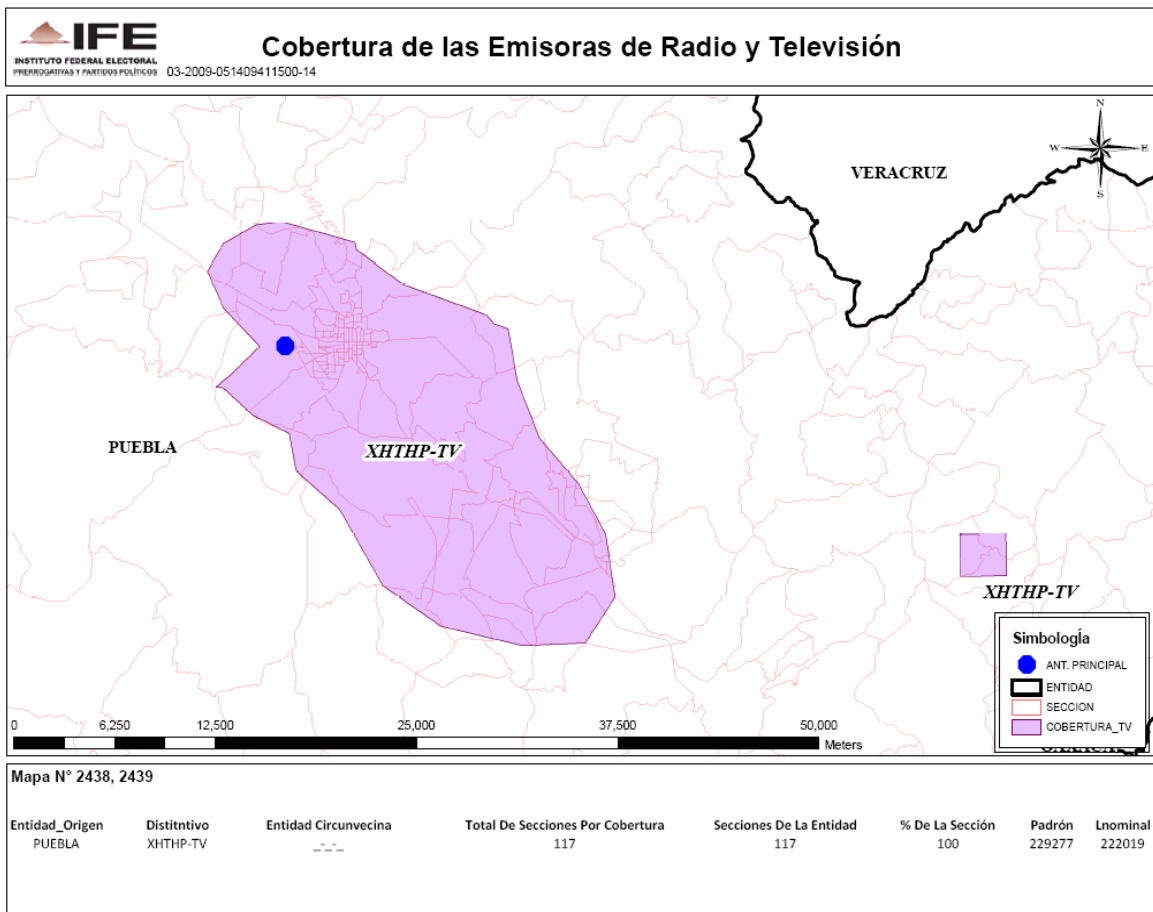 IFE
INSTITUTO FEDERAL ELECTORAL
PRERROGATIVAS Y PARTIDOS POLÍTICOS
03-2009-051409411500-14
Cobertura de las Emisoras de Radio y Televisión
N
W
E
S
VERACRUZ
PUEBLA
XHTHP-TV
XHTHP-TV
Simbología
ANT. PRINCIPAL
ENTIDAD
SECCION
COBERTURA_TV
0 6,250 12,500 25,000 37,500 50,000
Meters
Mapa N° 2438, 2439
Entidad_Origen Distitntivo Entidad Circunvecina Total De Secciones Por Cobertura Secciones De La Entidad % De La Sección Padrón Lnominal
PUEBLA XHTHP-TV _-_-_ 117 117 100 229277 222019